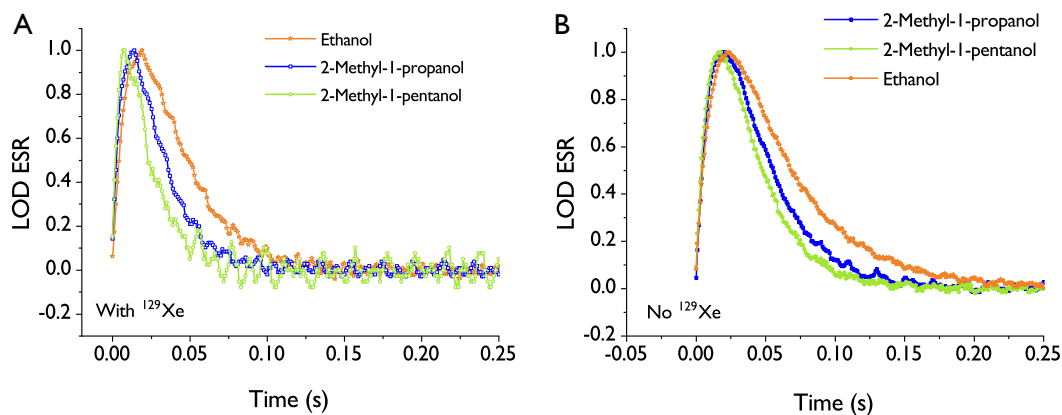 A
Ethanol
2-Methyl-1-propanol
2-Methyl-1-pentanol
1.0
0.8
0.6
0.4
0.2
0.0
-0.2
LOD ESR
With ¹²⁹Xe
0.00 0.05 0.10 0.15 0.20 0.25
Time (s)
B
2-Methyl-1-propanol
2-Methyl-1-pentanol
Ethanol
1.0
0.8
0.6
0.4
0.2
0.0
-0.2
LOD ESR
No ¹²⁹Xe
-0.05 0.00 0.05 0.10 0.15 0.20 0.25
Time (s)